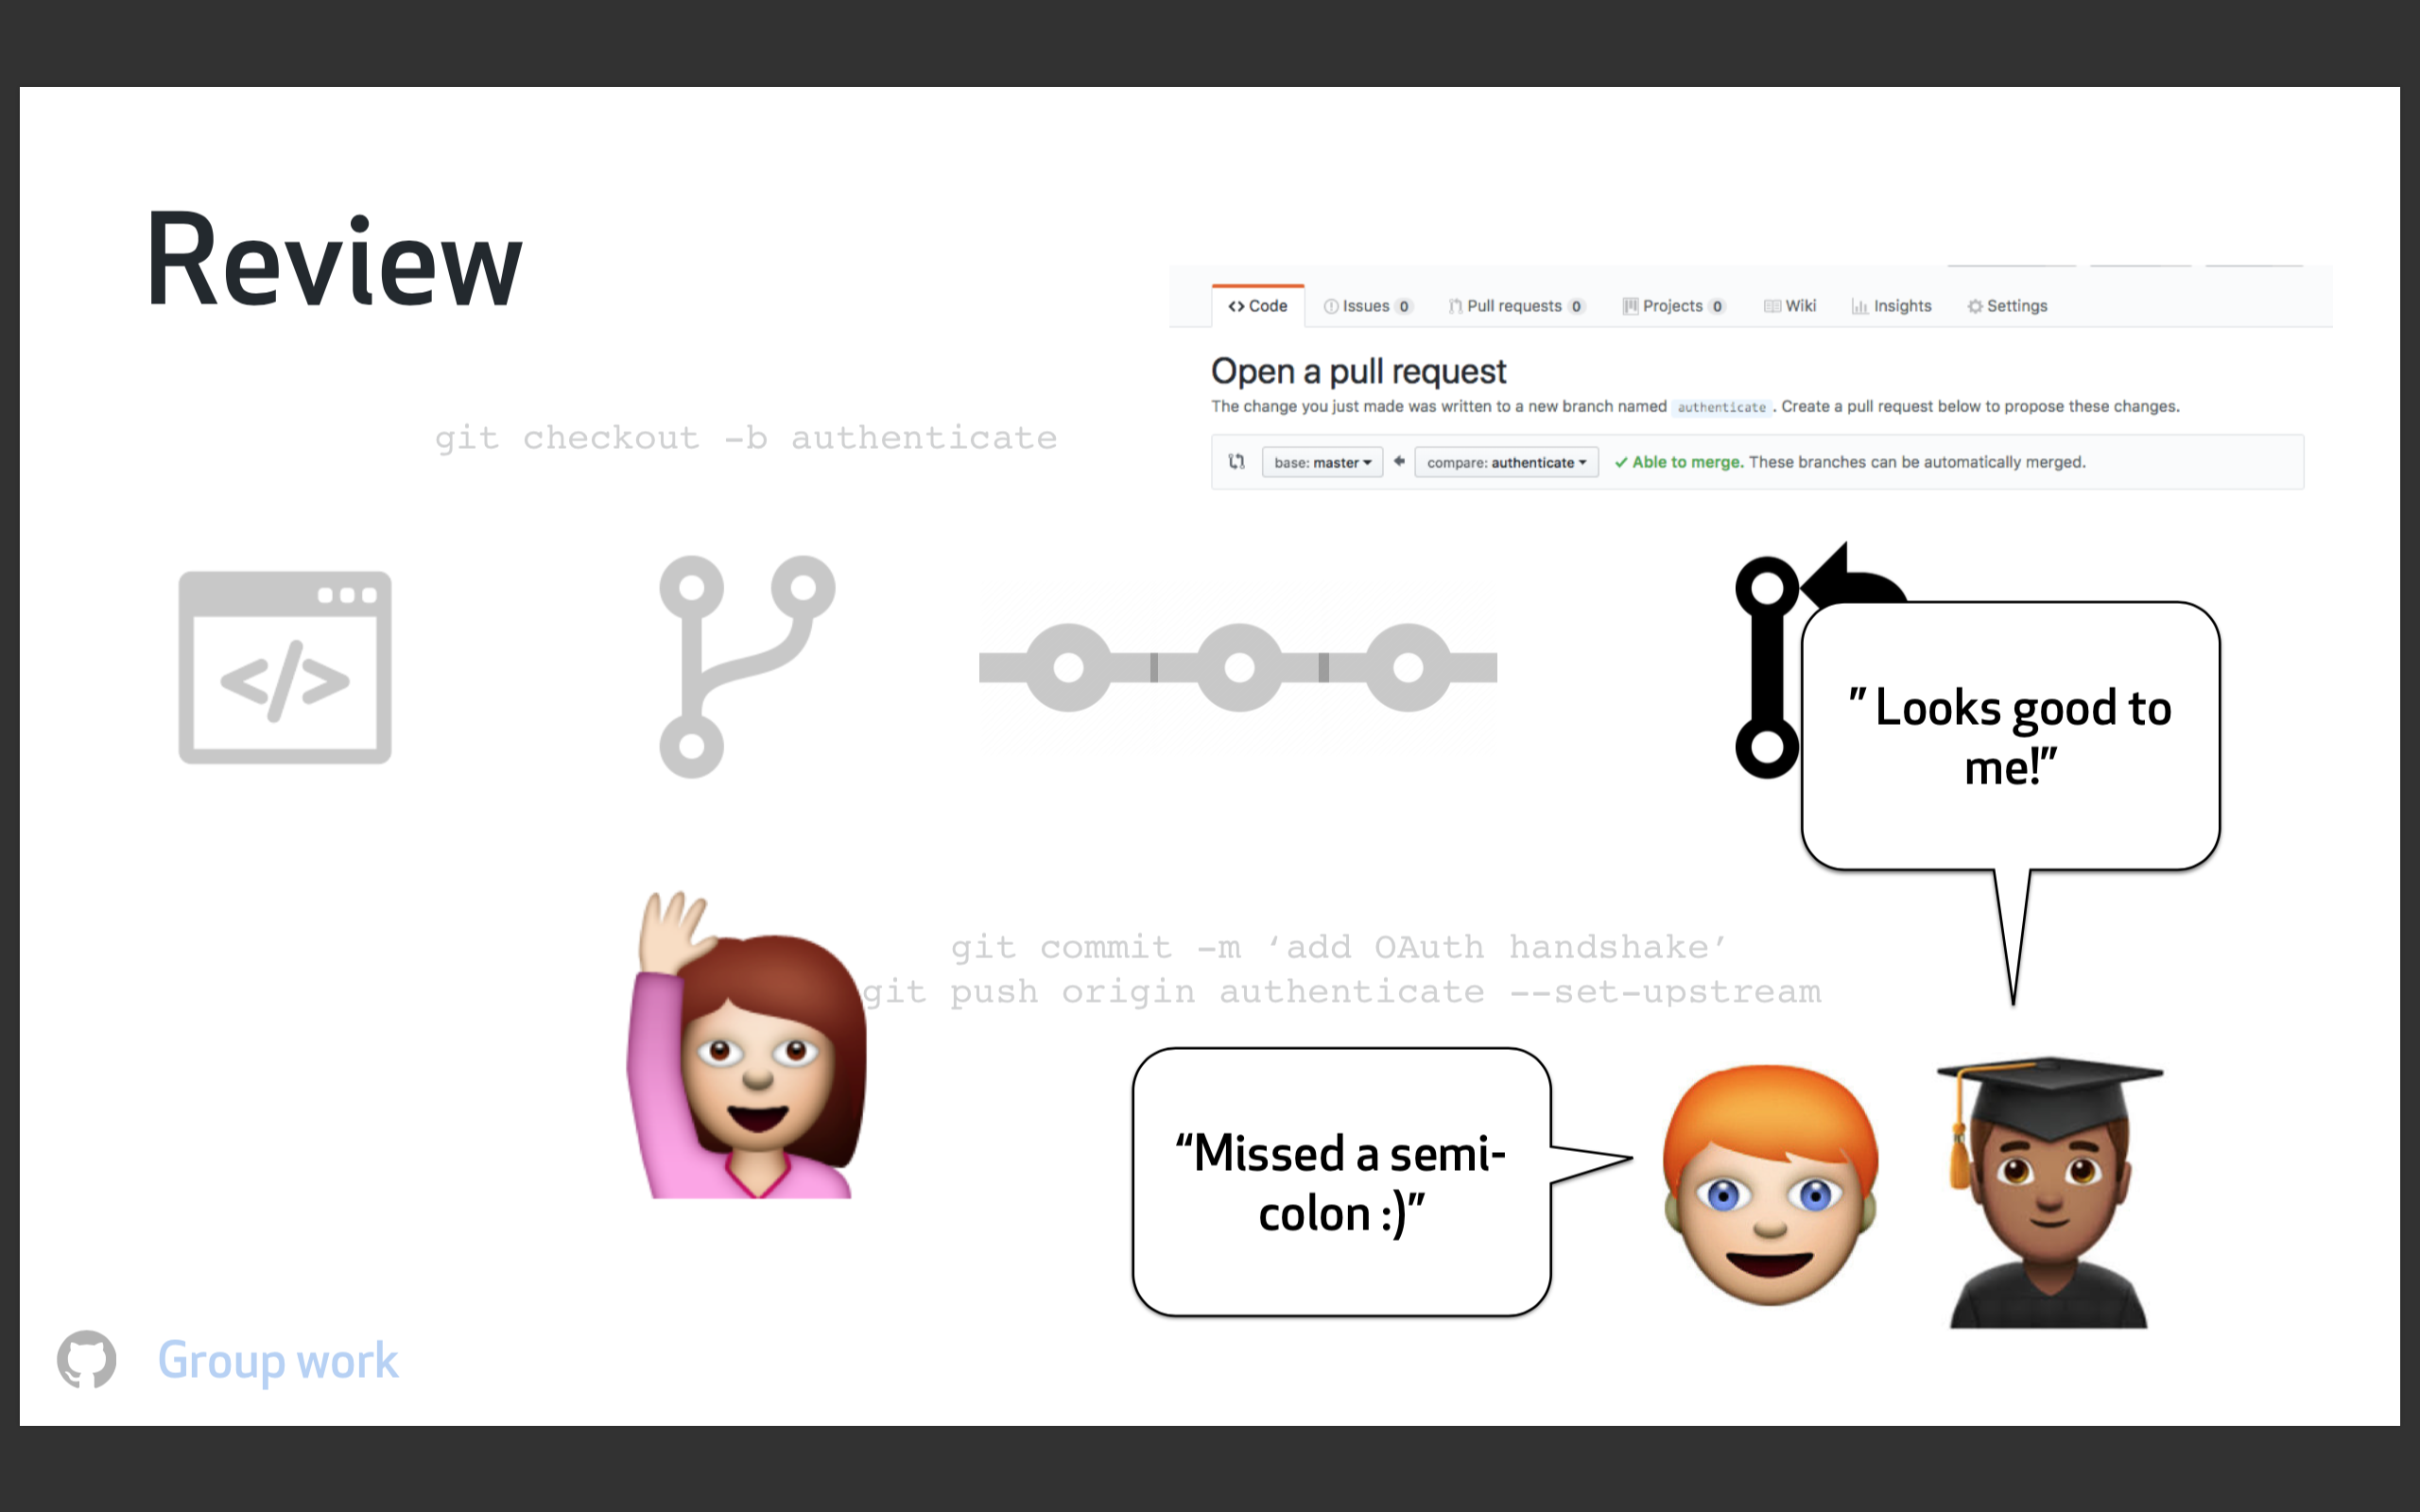 Review
<> Code Issues 0 Pull requests 0 Projects 0 Wiki Insights Settings
Open a pull request
The change you just made was written to a new branch named authenticate . Create a pull request below to propose these changes.
git checkout -b authenticate
base: master compare: authenticate ✓ Able to merge. These branches can be automatically merged.
</>
” Looks good to
me!”
git commit -m ‘add OAuth handshake’
git push origin authenticate --set-upstream
“Missed a semi-
colon :)”
Group work